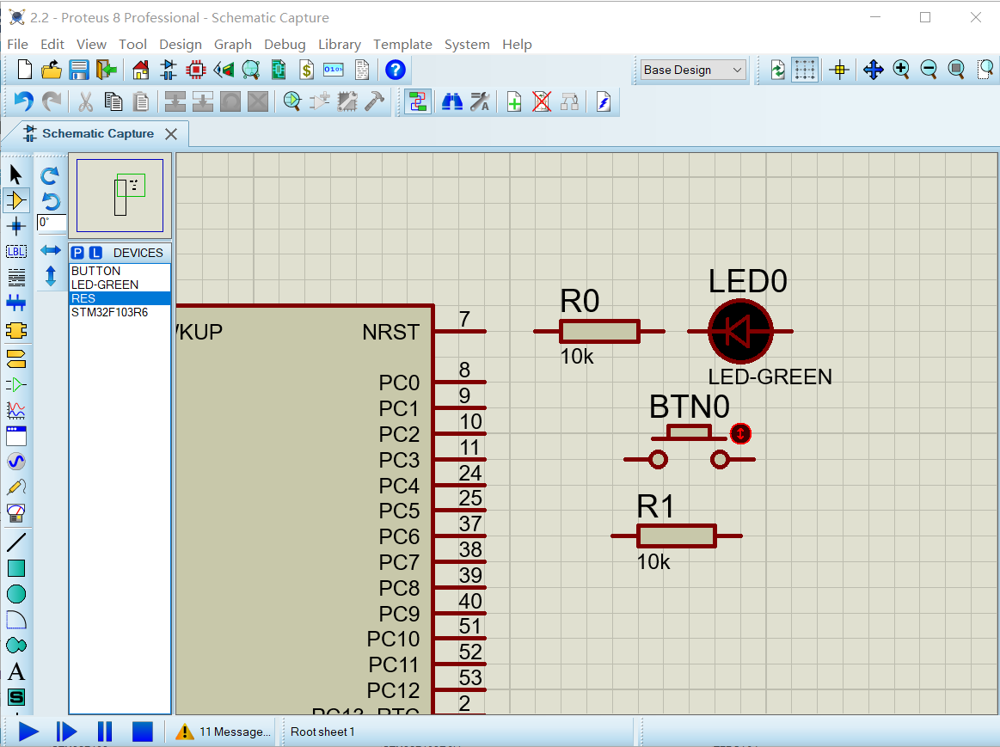 2.2 - Proteus 8 Professional - Schematic Capture
File Edit View Tool Design Graph Debug Library Template System Help
$ 0101 ? Base Design
Schematic Capture
0°
LBL
P L DEVICES
BUTTON
LED-GREEN
RES
STM32F103R6
A
S
/KUP NRST 7
PC0 8
PC1 9
PC2 10
PC3 11
PC4 24
PC5 25
PC6 37
PC7 38
PC8 39
PC9 40
PC10 51
PC11 52
PC12 53
PC13_RTC 2
R0
10k
LED0
LED-GREEN
BTN0
R1
10k
11 Message... Root sheet 1